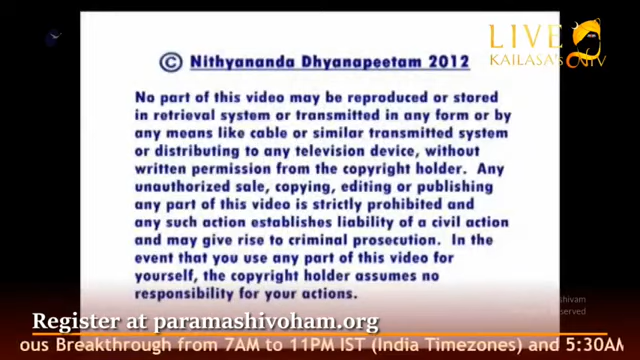 LIVE
KAILASA's NTV
© Nithyananda Dhyanapeetam 2012
No part of this video may be reproduced or stored
in retrieval system or transmitted in any form or by
any means like cable or similar transmitted system
or distributing to any television device, without
written permission from the copyright holder. Any
unauthorized sale, copying, editing or publishing
any part of this video is strictly prohibited and
any such action establishes liability of a civil action
and may give rise to criminal prosecution. In the
event that you use any part of this video for
yourself, the copyright holder assumes no
responsibility for your actions.
Register at paramashivoham.org
ous Breakthrough from 7AM to 11PM IST (India Timezones) and 5:30AM